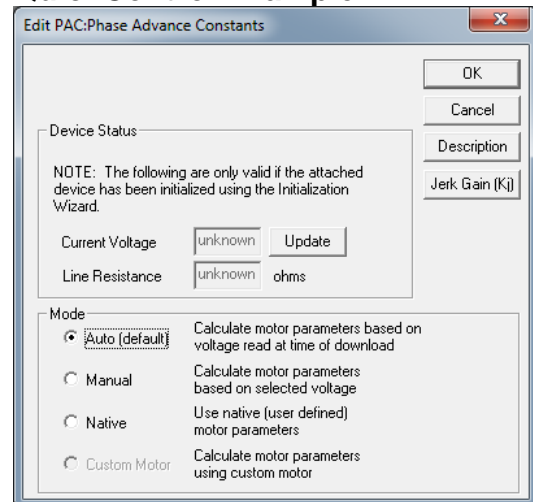 Edit PAC:Phase Advance Constants
OK
Cancel
Description
Jerk Gain (Kj)
Device Status
NOTE: The following are only valid if the attached
device has been initialized using the Initialization
Wizard.
Current Voltage unknown Update
Line Resistance unknown ohms
Mode
Auto (default) Calculate motor parameters based on
voltage read at time of download
Manual Calculate motor parameters
based on selected voltage
Native Use native (user defined)
motor parameters
Custom Motor Calculate motor parameters
using custom motor